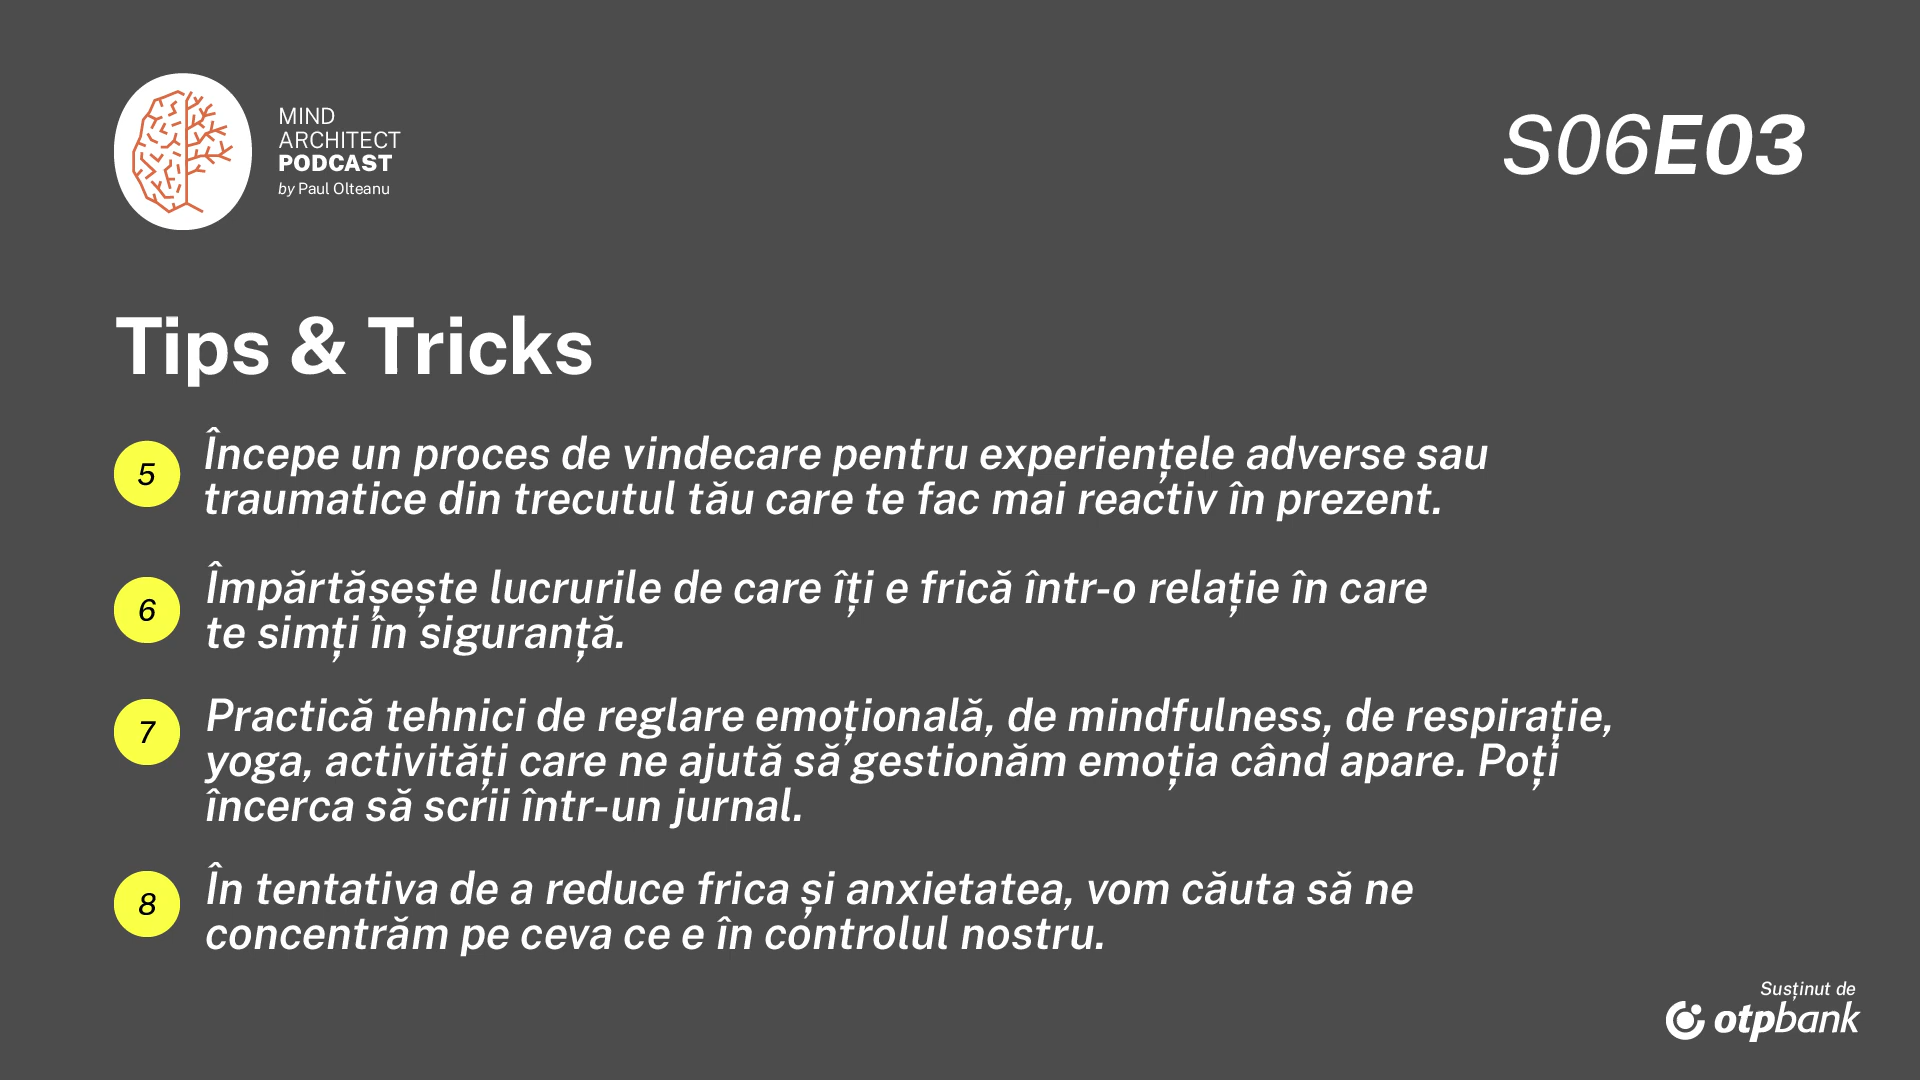 MIND
ARCHITECT
PODCAST
by Paul Olteanu
S06E03
Tips & Tricks
5
Începe un proces de vindecare pentru experiențele adverse sau
traumatice din trecutul tău care te fac mai reactiv în prezent.
6
Împărtășește lucrurile de care îți e frică într-o relație în care
te simți în siguranță.
7
Practică tehnici de reglare emoțională, de mindfulness, de respirație,
yoga, activități care ne ajută să gestionăm emoția când apare. Poți
încerca să scrii într-un jurnal.
8
În tentativa de a reduce frica și anxietatea, vom căuta să ne
concentrăm pe ceva ce e în controlul nostru.
Susținut de
otpbank